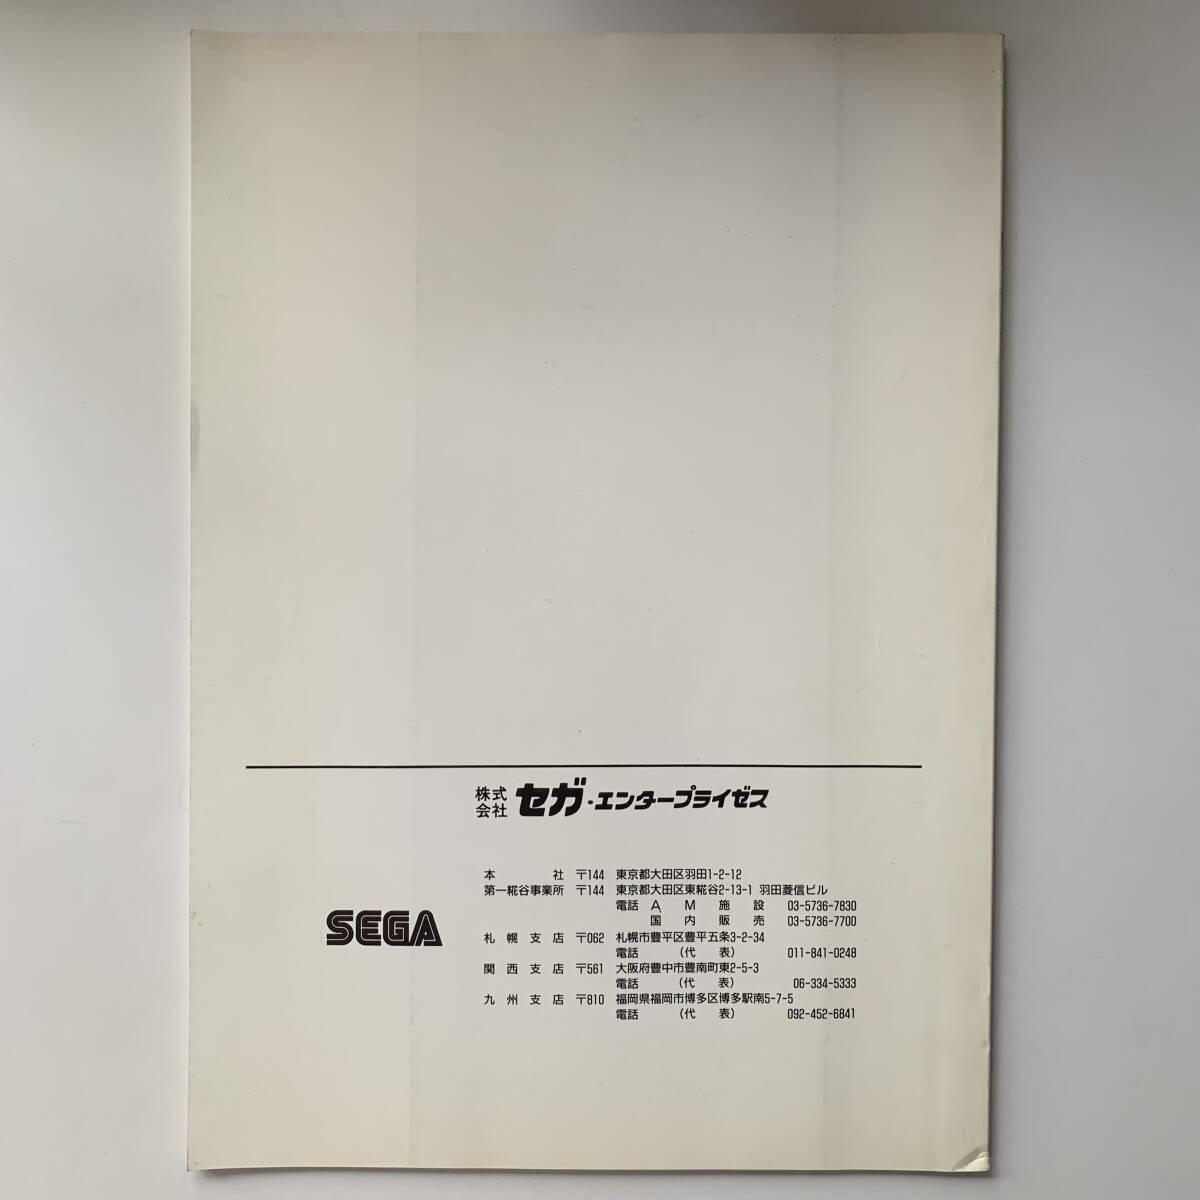 株式会社 セガ・エンタープライゼス
本社 〒144 東京都大田区羽田1-2-12
第一糀谷事業所 〒144 東京都大田区東糀谷2-13-1 羽田菱信ビル
電話 AM施設 03-5736-7830
国内販売 03-5736-7700
SEGA
札幌支店 〒062 札幌市豊平区豊平五条3-2-34
電話 (代表) 011-841-0248
関西支店 〒561 大阪府豊中市豊南町東2-5-3
電話 (代表) 06-334-5333
九州支店 〒810 福岡県福岡市博多区博多駅南5-7-5
電話 (代表) 092-452-6841